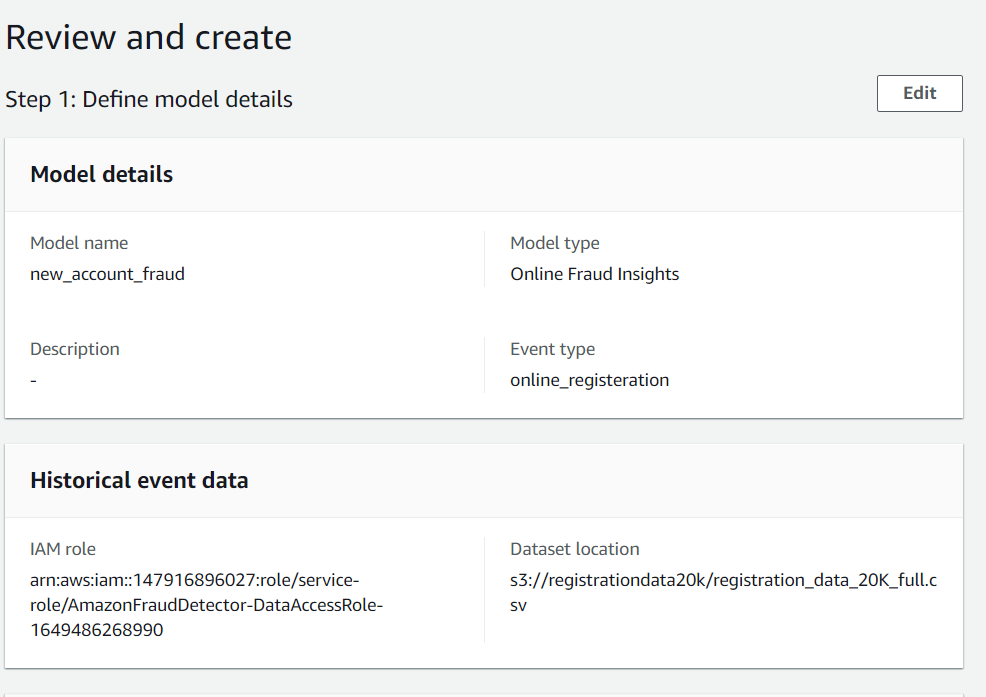 Review and create
Step 1: Define model details
Edit
Model details
Model name
new_account_fraud
Model type
Online Fraud Insights
Description
-
Event type
online_registeration
Historical event data
IAM role
arn:aws:iam::147916896027:role/service-
role/AmazonFraudDetector-DataAccessRole-
1649486268990
Dataset location
s3://registrationdata20k/registration_data_20K_full.c
sv